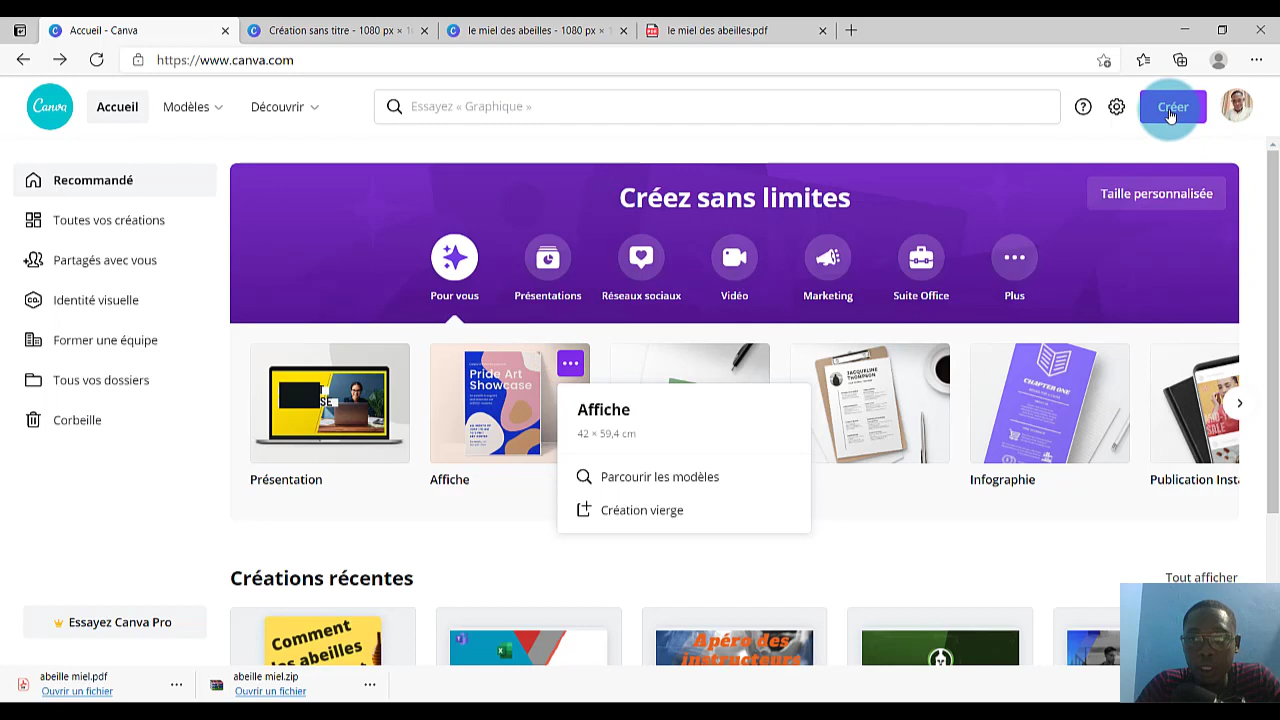 Accueil - Canva
Création sans titre - 1080 px × 10
le miel des abeilles - 1080 px ×
le miel des abeilles.pdf
https://www.canva.com
Canva
Accueil
Modèles
Découvrir
Essayez « Graphique »
Créer
Recommandé
Toutes vos créations
Partagés avec vous
Identité visuelle
Former une équipe
Tous vos dossiers
Corbeille
Essayez Canva Pro
Créez sans limites
Taille personnalisée
Pour vous
Présentations
Réseaux sociaux
Vidéo
Marketing
Suite Office
Plus
Pride Art
Showcase
JACQUELINE
THOMPSON
CHAPTER ONE
SALE
Présentation
Affiche
Infographie
Publication Inst
Affiche
42 × 59,4 cm
Parcourir les modèles
Création vierge
Créations récentes
Tout afficher
Comment
les abeilles
Apéro des
instructeurs
abeille miel.pdf
Ouvrir un fichier
abeille miel.zip
Ouvrir un fichier